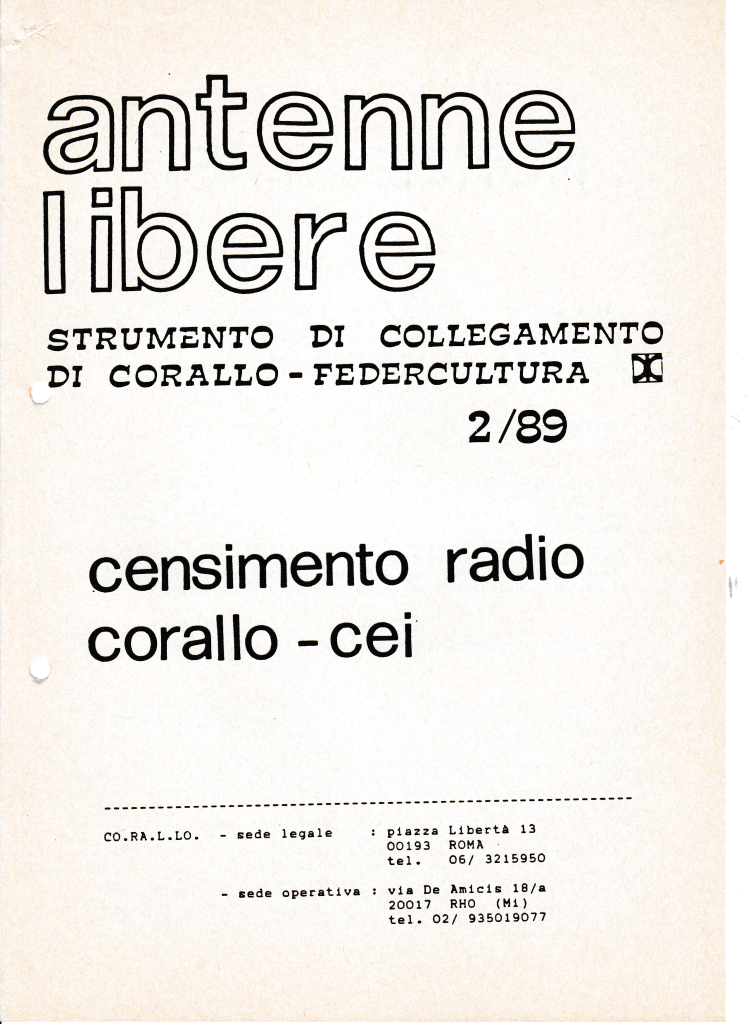 antenne
libere
STRUMENTO DI COLLEGAMENTO
DI CORALLO - FEDERCULTURA
2/89
censimento radio
corallo - cei
CO.RA.L.LO. - sede legale : piazza Libertà 13
00193 ROMA
tel. 06/ 3215950
- sede operativa : via De Amicis 18/a
20017 RHO (Mi)
tel. 02/ 935019077